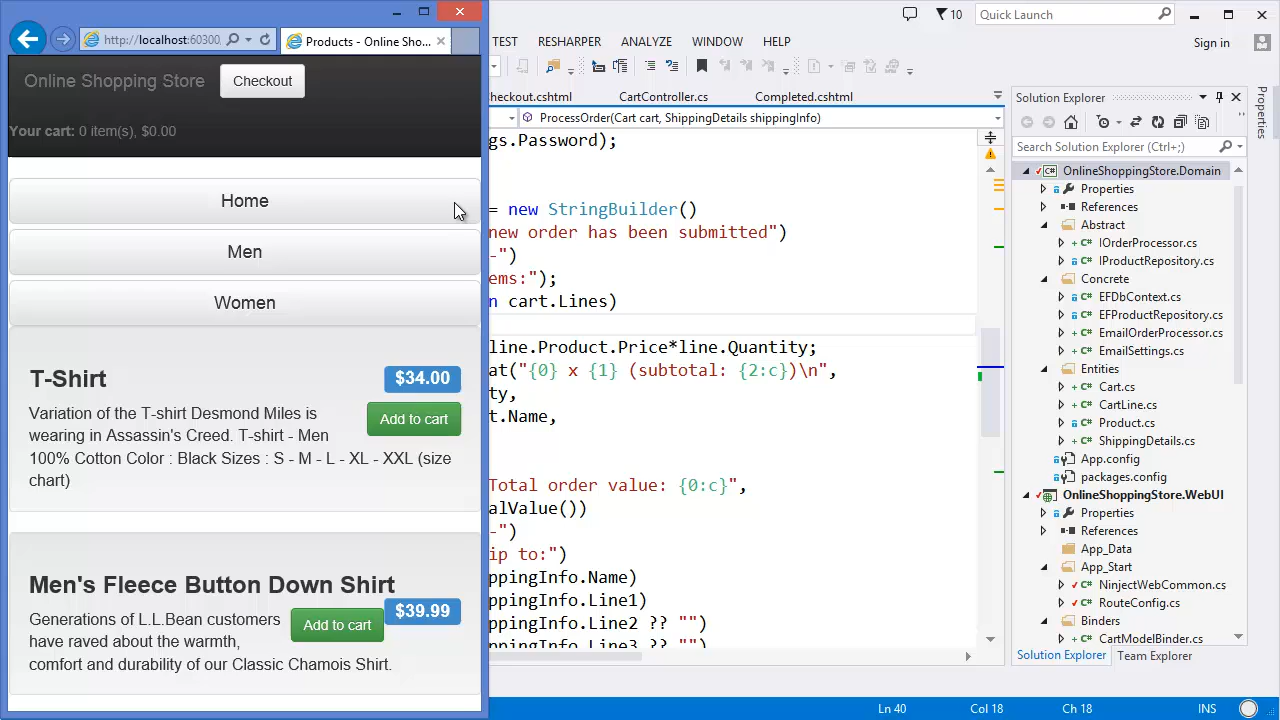 http://localhost:60300
Products - Online Sho...
Online Shopping Store
Checkout
Your cart: 0 item(s), $0.00
Home
Men
Women
T-Shirt
$34.00
Variation of the T-shirt Desmond Miles is
wearing in Assassin's Creed. T-shirt - Men
100% Cotton Color : Black Sizes : S - M - L - XL - XXL (size
chart)
Add to cart
Men's Fleece Button Down Shirt
$39.99
Generations of L.L.Bean customers
have raved about the warmth,
comfort and durability of our Classic Chamois Shirt.
Add to cart
10
Quick Launch
TEST
RESHARPER
ANALYZE
WINDOW
HELP
Sign in
heckout.cshtml
CartController.cs
Completed.cshtml
ProcessOrder(Cart cart, ShippingDetails shippingInfo)
gs.Password);
= new StringBuilder()
new order has been submitted")
-")
ems:");
n cart.Lines)
line.Product.Price*line.Quantity;
at("{0} x {1} (subtotal: {2:c})\n",
ty,
t.Name,
Total order value: {0:c}",
alValue())
-")
ip to:")
ppingInfo.Name)
ppingInfo.Line1)
ppingInfo.Line2 ?? "")
ppingInfo.Line3 ?? "")
Solution Explorer
Search Solution Explorer (Ctrl+;)
OnlineShoppingStore.Domain
Properties
References
Abstract
IOrderProcessor.cs
IProductRepository.cs
Concrete
EFDbContext.cs
EFProductRepository.cs
EmailOrderProcessor.cs
EmailSettings.cs
Entities
Cart.cs
CartLine.cs
Product.cs
ShippingDetails.cs
App.config
packages.config
OnlineShoppingStore.WebUI
Properties
References
App_Data
App_Start
NinjectWebCommon.cs
RouteConfig.cs
Binders
CartModelBinder.cs
Solution Explorer
Team Explorer
Properties
Ln 40
Col 18
Ch 18
INS